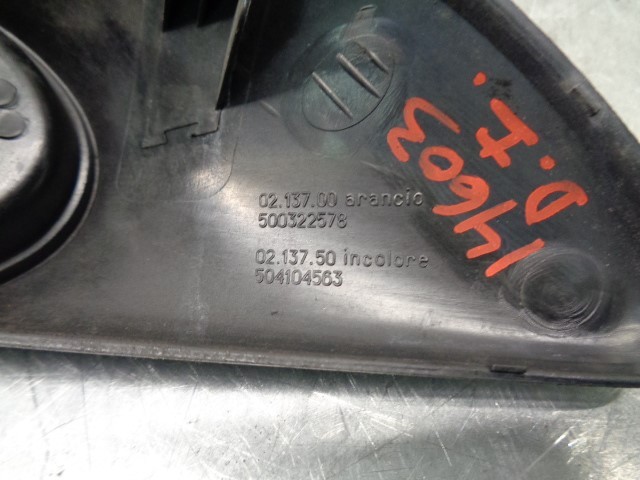 02.137.00 arancio
500322578
02.137.50 incolore
504104563
14603
D.I.